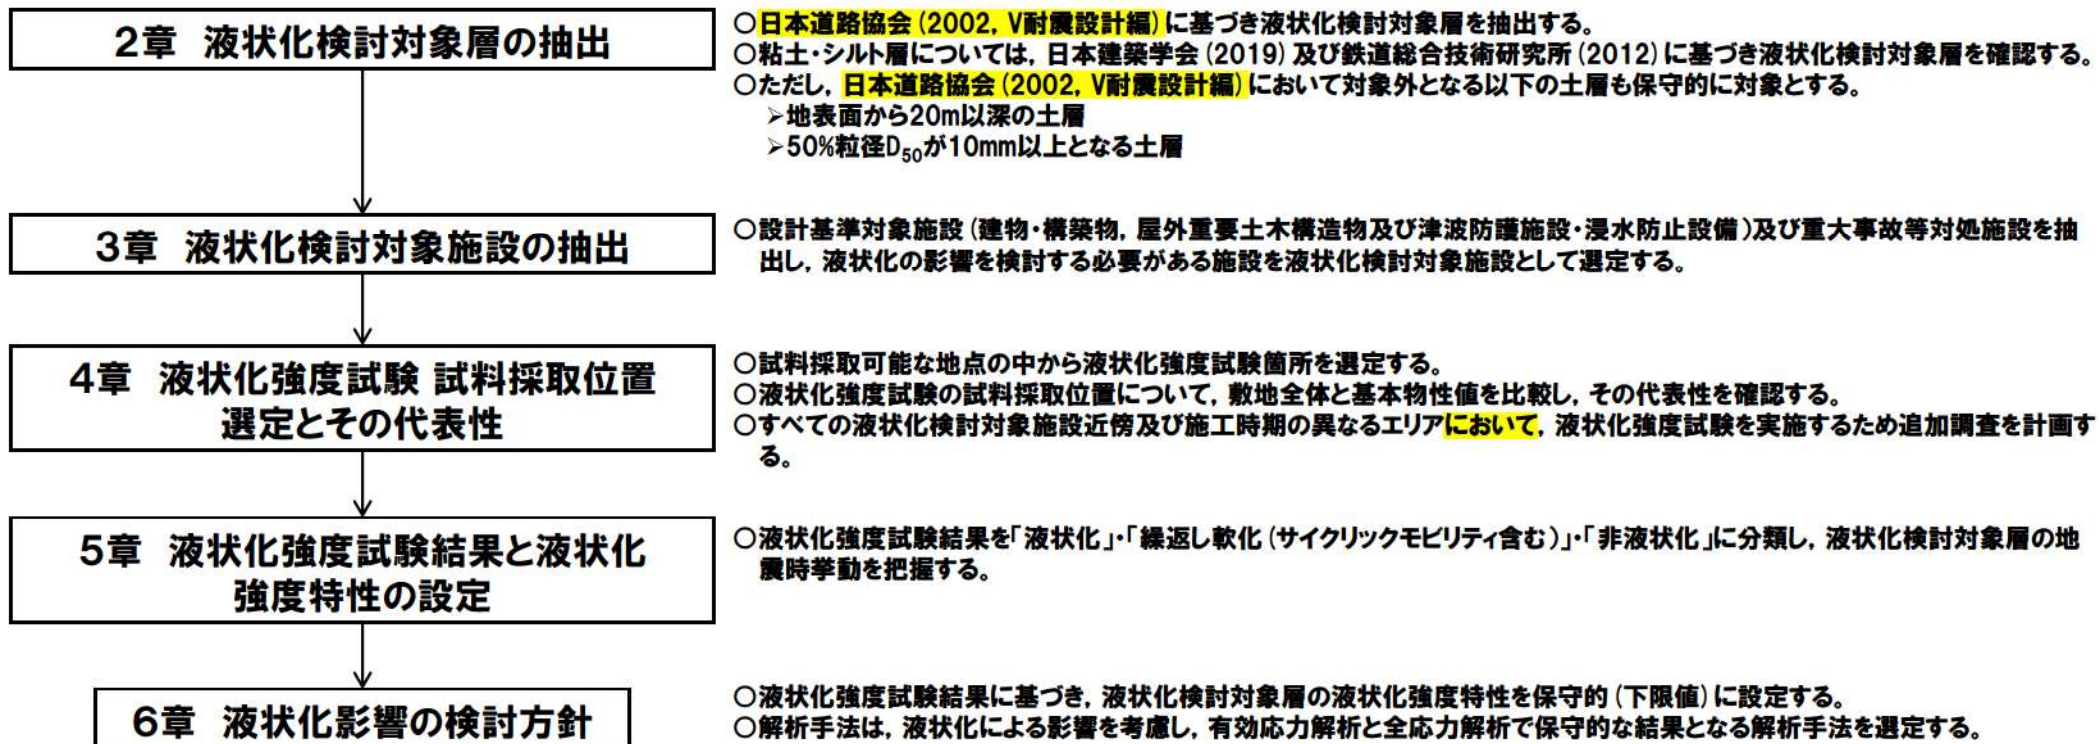 2章 液状化検討対象層の抽出
○日本道路協会(2002, Ⅴ耐震設計編)に基づき液状化検討対象層を抽出する。
○粘土・シルト層については, 日本建築学会(2019)及び鉄道総合技術研究所(2012)に基づき液状化検討対象層を確認する。
○ただし, 日本道路協会(2002, Ⅴ耐震設計編)において対象外となる以下の土層も保守的に対象とする。
➢地表面から20m以深の土層
➢50%粒径D50が10mm以上となる土層
3章 液状化検討対象施設の抽出
○設計基準対象施設(建物・構築物, 屋外重要土木構造物及び津波防護施設・浸水防止設備)及び重大事故等対処施設を抽
出し, 液状化の影響を検討する必要がある施設を液状化検討対象施設として選定する。
4章 液状化強度試験 試料採取位置
選定とその代表性
○試料採取可能な地点の中から液状化強度試験箇所を選定する。
○液状化強度試験の試料採取位置について, 敷地全体と基本物性値を比較し, その代表性を確認する。
○すべての液状化検討対象施設近傍及び施工時期の異なるエリアにおいて, 液状化強度試験を実施するため追加調査を計画す
る。
5章 液状化強度試験結果と液状化
強度特性の設定
○液状化強度試験結果を「液状化」・「繰返し軟化(サイクリックモビリティ含む)」・「非液状化」に分類し, 液状化検討対象層の地
震時挙動を把握する。
6章 液状化影響の検討方針
○液状化強度試験結果に基づき, 液状化検討対象層の液状化強度特性を保守的(下限値)に設定する。
○解析手法は, 液状化による影響を考慮し, 有効応力解析と全応力解析で保守的な結果となる解析手法を選定する。